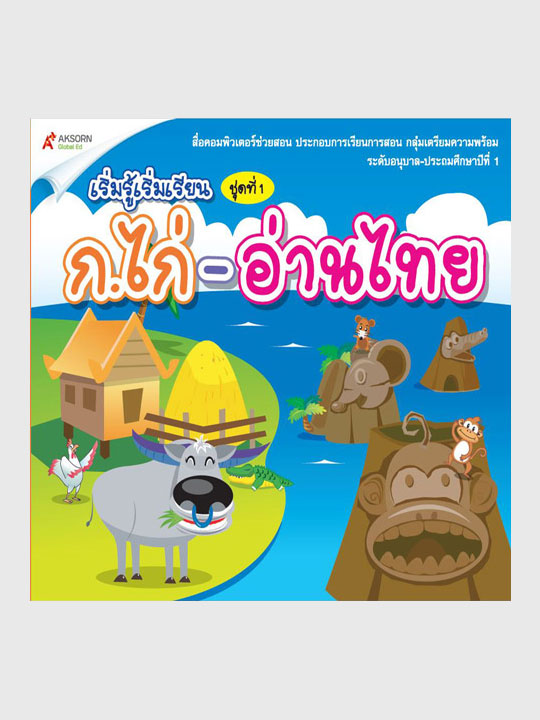 AKSORN
Global Ed
สื่อคอมพิวเตอร์ช่วยสอน ประกอบการเรียนการสอน กลุ่มเตรียมความพร้อม
ระดับอนุบาล-ประถมศึกษาปีที่ 1
เริ่มรู้เริ่มเรียน ชุดที่ 1
ก.ไก่-อ่านไทย